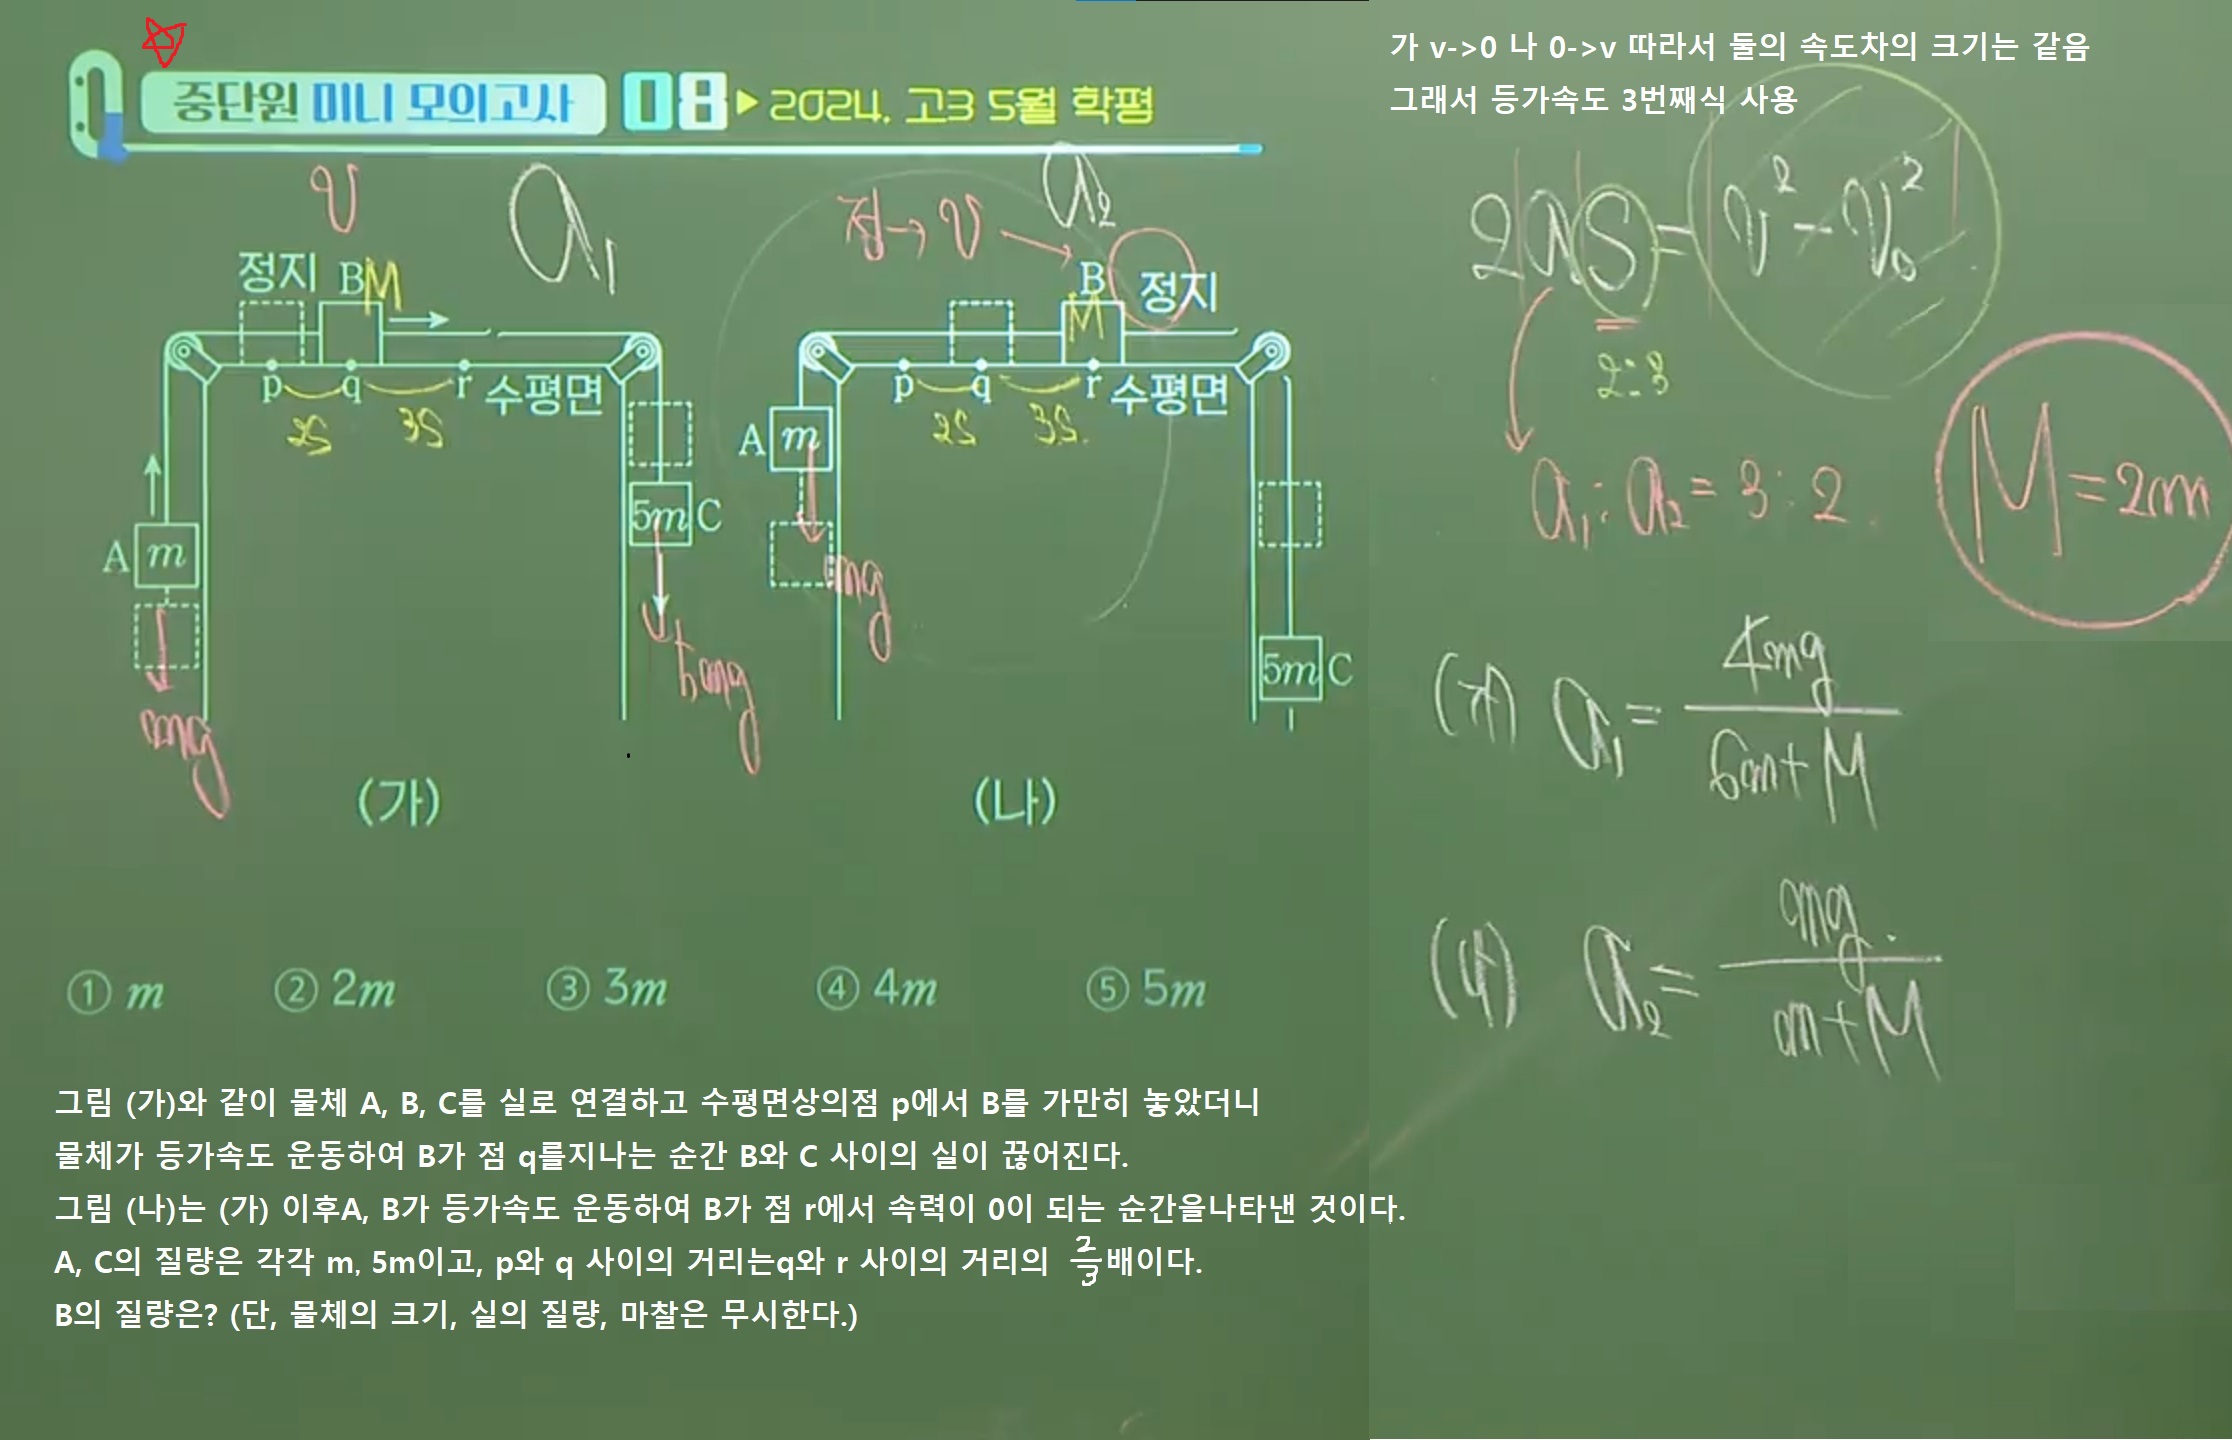 중단원 미니 모의고사 08 ▶ 2024. 고3 5월 학평
v a₁
정지→v a₂
정지 B M
B 정지
M
p q r 수평면
2S 3S
p q r 수평면
2S 3S
A m
5m C
mg
5mg
A m
mg
5m C
(가) (나)
① m ② 2m ③ 3m ④ 4m ⑤ 5m
그림 (가)와 같이 물체 A, B, C를 실로 연결하고 수평면상의점 p에서 B를 가만히 놓았더니
물체가 등가속도 운동하여 B가 점 q를지나는 순간 B와 C 사이의 실이 끊어진다.
그림 (나)는 (가) 이후A, B가 등가속도 운동하여 B가 점 r에서 속력이 0이 되는 순간을나타낸 것이다.
A, C의 질량은 각각 m, 5m이고, p와 q 사이의 거리는q와 r 사이의 거리의 2/3배이다.
B의 질량은? (단, 물체의 크기, 실의 질량, 마찰은 무시한다.)
가 v->0 나 0->v 따라서 둘의 속도차의 크기는 같음
그래서 등가속도 3번째식 사용
2aS = v² - v₀²
2:3
a₁ : a₂ = 3 : 2
M = 2m
(가) a₁ = 4mg / 6m+M
(나) a₂ = mg / m+M